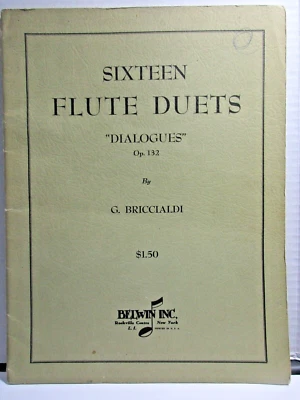 SIXTEEN
FLUTE DUETS
"DIALOGUES"
Op. 132
By
G. BRICCIALDI
$1.50
BELWIN INC.
Rockville Centre New York
L. I.